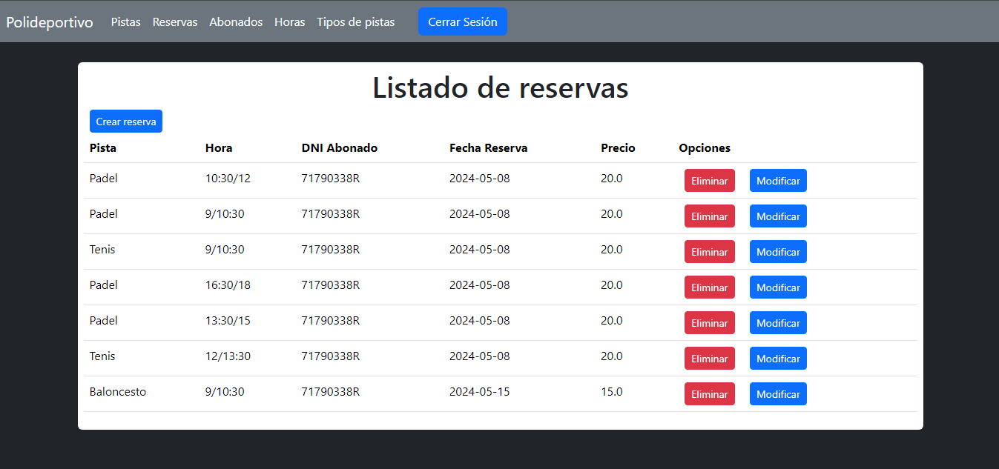 Polideportivo Pistas Reservas Abonados Horas Tipos de pistas Cerrar Sesión
Listado de reservas
Crear reserva
Pista Hora DNI Abonado Fecha Reserva Precio Opciones
Padel 10:30/12 71790338R 2024-05-08 20.0 Eliminar Modificar
Padel 9/10:30 71790338R 2024-05-08 20.0 Eliminar Modificar
Tenis 9/10:30 71790338R 2024-05-08 20.0 Eliminar Modificar
Padel 16:30/18 71790338R 2024-05-08 20.0 Eliminar Modificar
Padel 13:30/15 71790338R 2024-05-08 20.0 Eliminar Modificar
Tenis 12/13:30 71790338R 2024-05-08 20.0 Eliminar Modificar
Baloncesto 9/10:30 71790338R 2024-05-15 15.0 Eliminar Modificar